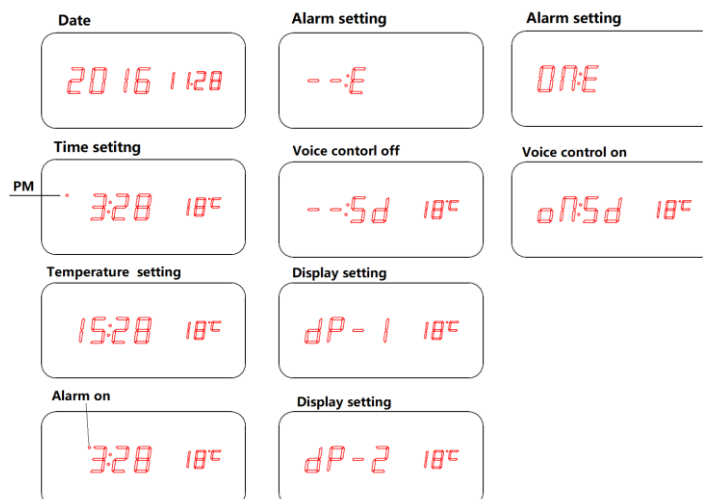 Date
Alarm setting
Alarm setting
2016 11:28
--:E
ON:E
Time setitng
Voice contorl off
Voice control on
PM
3:28 18°C
--:Sd 18°C
oN:Sd 18°C
Temperature setting
Display setting
15:28 18°C
dP-1 18°C
Alarm on
Display setting
3:28 18°C
dP-2 18°C